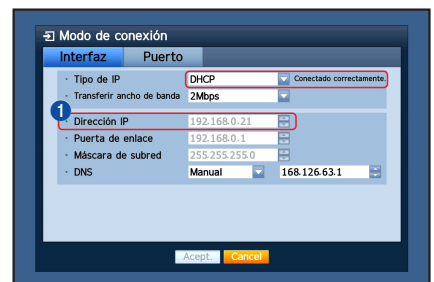 Modo de conexión
Interfaz Puerto
· Tipo de IP DHCP Conectado correctamente.
· Transferir ancho de banda 2Mbps
1
· Dirección IP 192.168.0.21
· Puerta de enlace 192.168.0.1
· Máscara de subred 255.255.255.0
· DNS Manual 168.126.63.1
Acept. Cancel